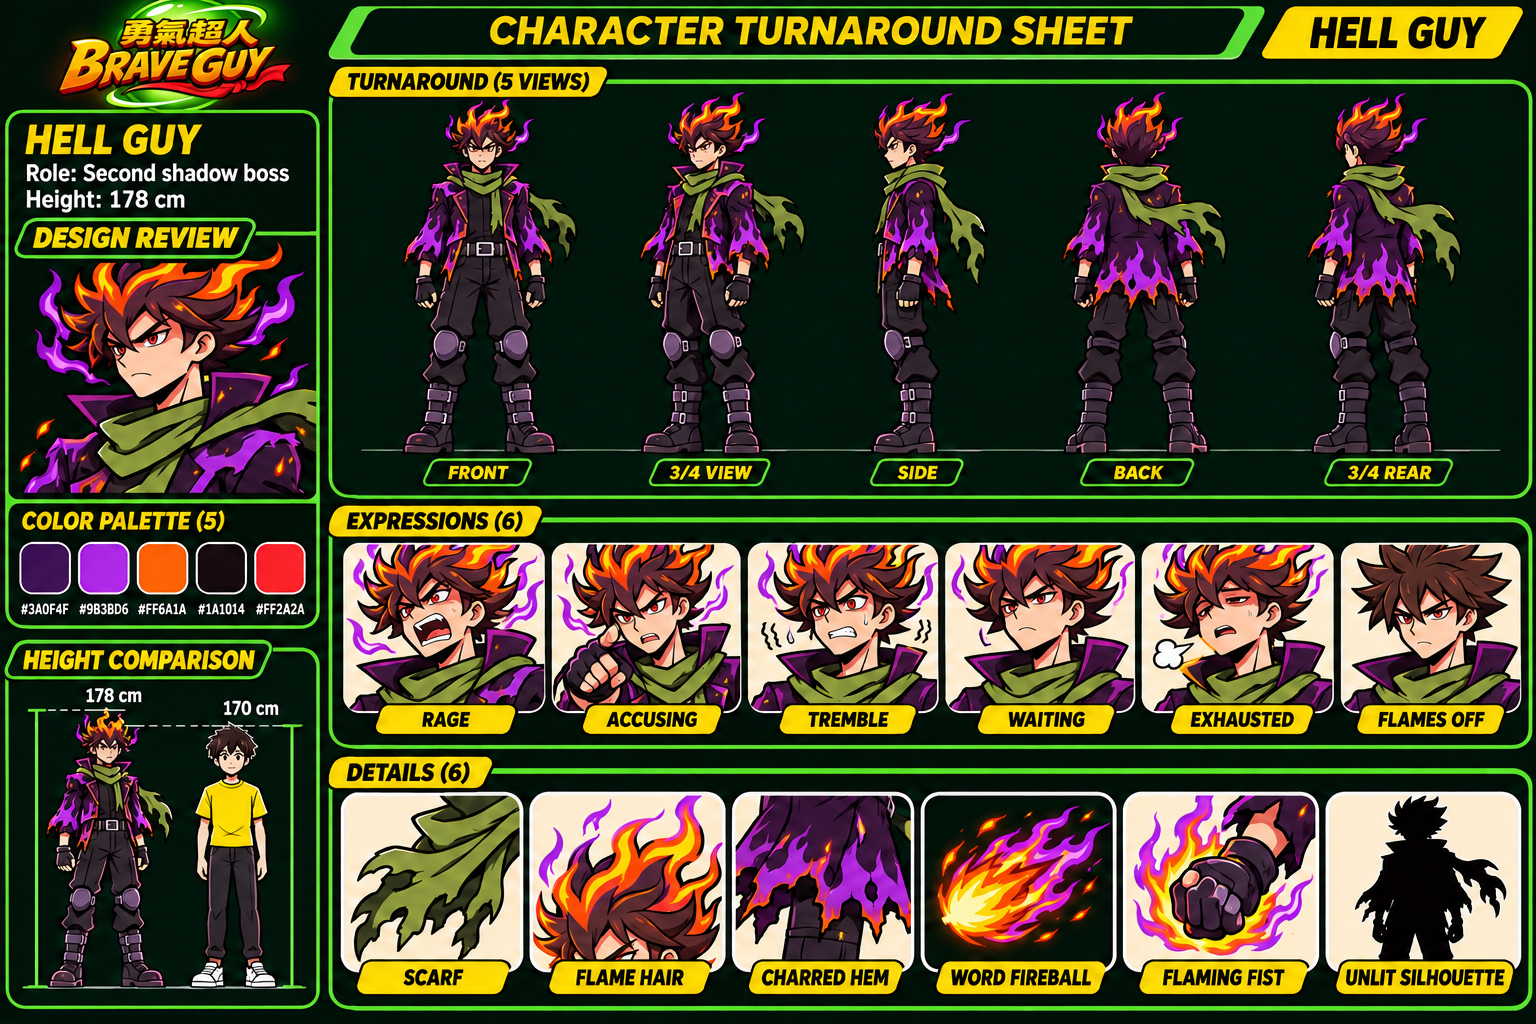 勇氣超人
BRAVE GUY
CHARACTER TURNAROUND SHEET
HELL GUY
HELL GUY
Role: Second shadow boss
Height: 178 cm
DESIGN REVIEW
COLOR PALETTE (5)
#3A0F4F #9B3BD6 #FF6A1A #1A1014 #FF2A2A
HEIGHT COMPARISON
178 cm
170 cm
TURNAROUND (5 VIEWS)
FRONT
3/4 VIEW
SIDE
BACK
3/4 REAR
EXPRESSIONS (6)
RAGE
ACCUSING
TREMBLE
WAITING
EXHAUSTED
FLAMES OFF
DETAILS (6)
SCARF
FLAME HAIR
CHARRED HEM
WORD FIREBALL
FLAMING FIST
UNLIT SILHOUETTE